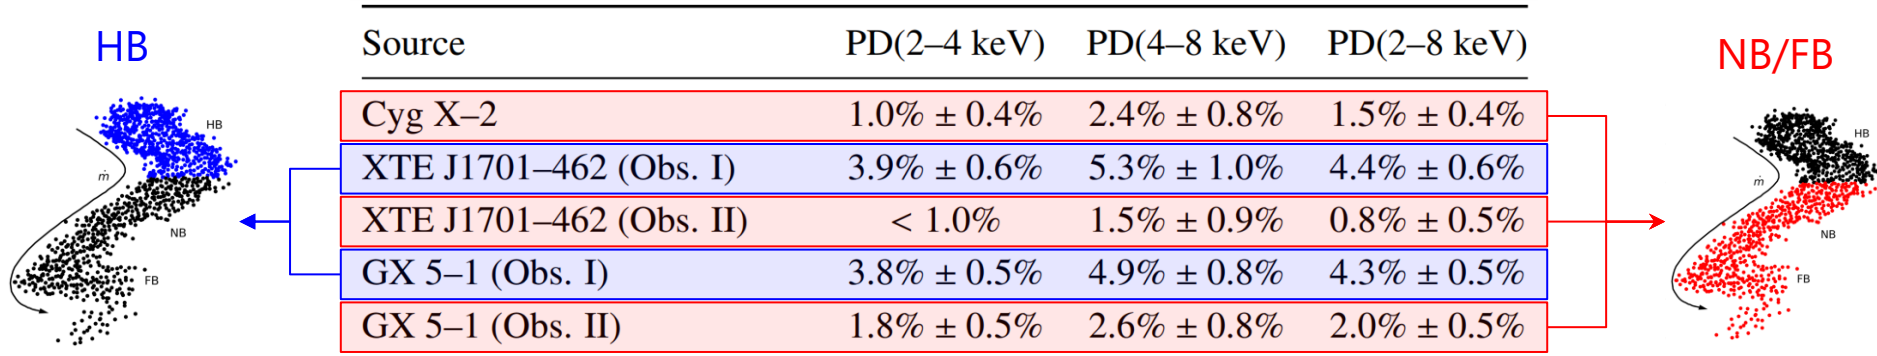 HB
HB
ṁ
NB
FB
Source PD(2–4 keV) PD(4–8 keV) PD(2–8 keV)
Cyg X–2 1.0% ± 0.4% 2.4% ± 0.8% 1.5% ± 0.4%
XTE J1701–462 (Obs. I) 3.9% ± 0.6% 5.3% ± 1.0% 4.4% ± 0.6%
XTE J1701–462 (Obs. II) < 1.0% 1.5% ± 0.9% 0.8% ± 0.5%
GX 5–1 (Obs. I) 3.8% ± 0.5% 4.9% ± 0.8% 4.3% ± 0.5%
GX 5–1 (Obs. II) 1.8% ± 0.5% 2.6% ± 0.8% 2.0% ± 0.5%
NB/FB
HB
ṁ
NB
FB